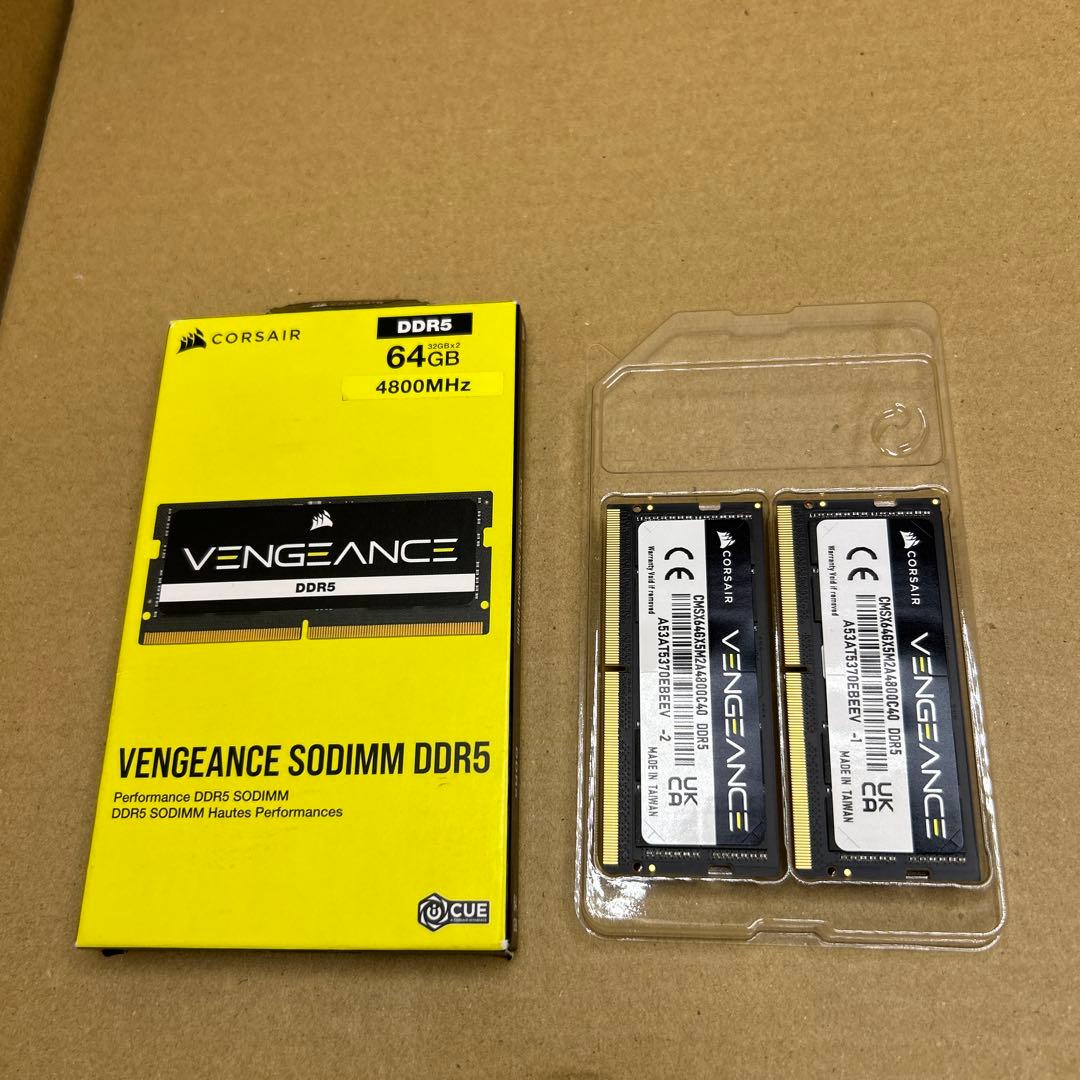 CORSAIR
DDR5
32GBx2
64GB
4800MHz
VENGEANCE
DDR5
VENGEANCE SODIMM DDR5
Performance DDR5 SODIMM
DDR5 SODIMM Hautes Performances
CUE
CORSAIR VENGEANCE
CE CMSX64GX5M2A4800C40 DDR5
UK CA
Warranty Void if removed
A53AT5370EBEEV -2
MADE IN TAIWAN
CORSAIR VENGEANCE
CE CMSX64GX5M2A4800C40 DDR5
UK CA
Warranty Void if removed
A53AT5370EBEEV -1
MADE IN TAIWAN